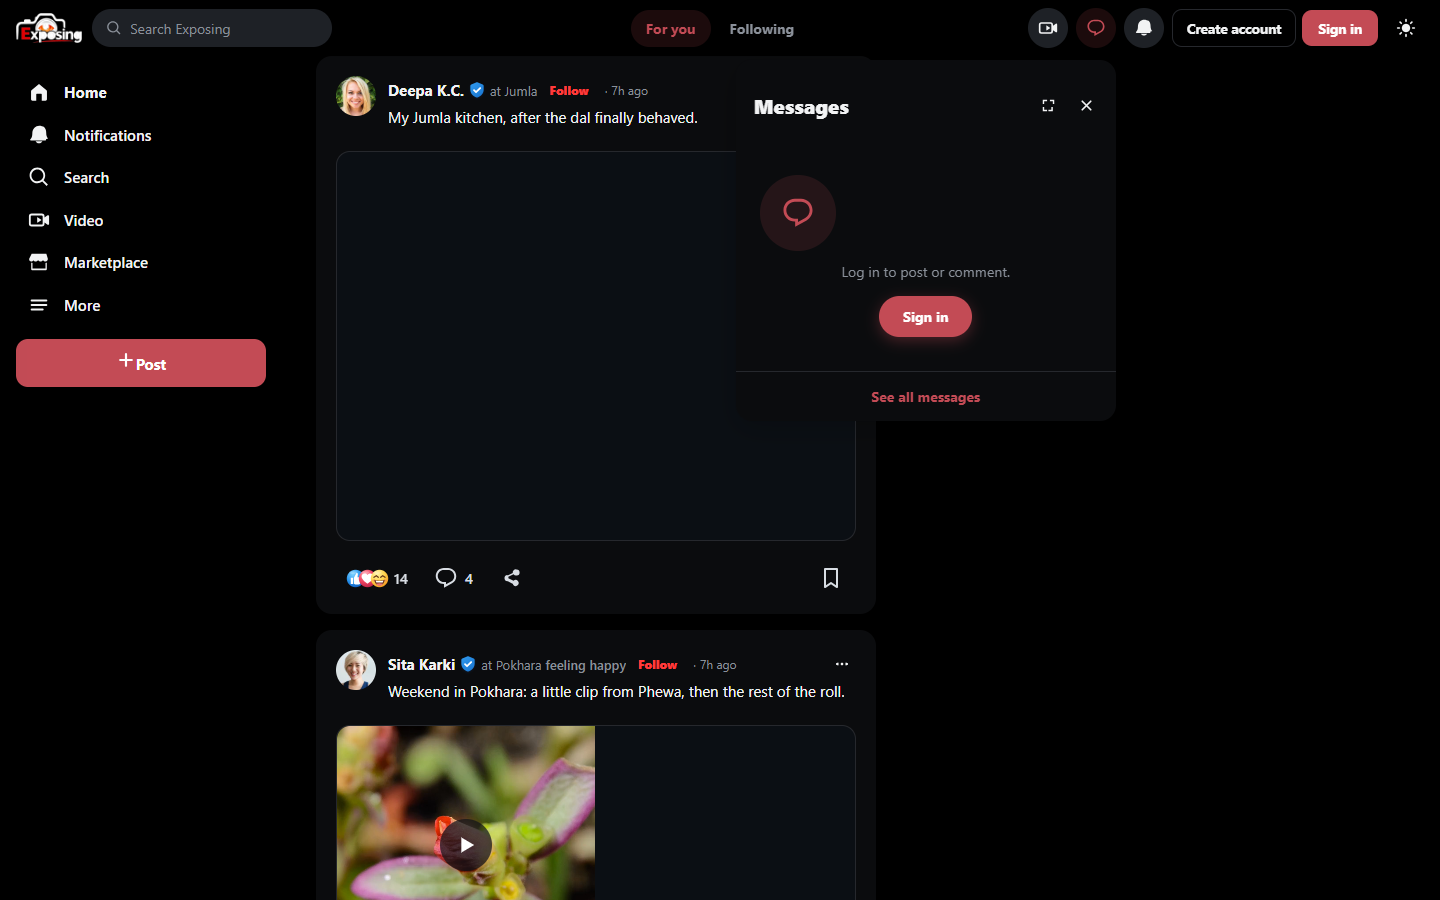 Exposing
Search Exposing
For you
Following
Create account
Sign in
Home
Notifications
Search
Video
Marketplace
More
Post
Deepa K.C. at Jumla Follow · 7h ago
My Jumla kitchen, after the dal finally behaved.
14
4
Messages
Log in to post or comment.
Sign in
See all messages
Sita Karki at Pokhara feeling happy Follow · 7h ago
Weekend in Pokhara: a little clip from Phewa, then the rest of the roll.